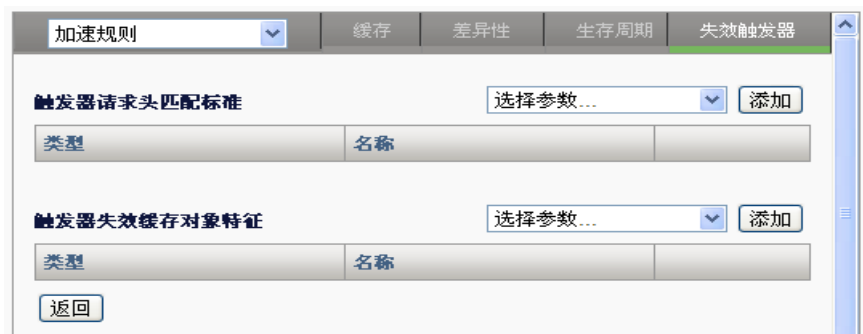 加速规则 缓存 差异性 生存周期 失效触发器
触发器请求头匹配标准 选择参数... 添加
类型 名称
触发器失效缓存对象特征 选择参数... 添加
类型 名称
返回